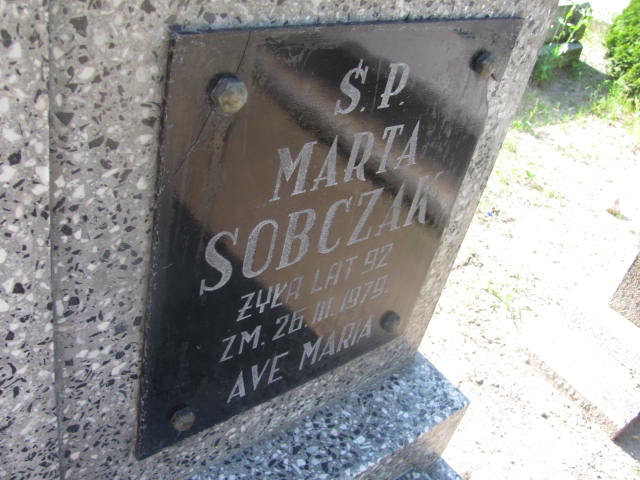 Ś.P.
MARTA
SOBCZAK
ŻYŁA LAT 92
ZM. 26.III.1979.
AVE MARIA